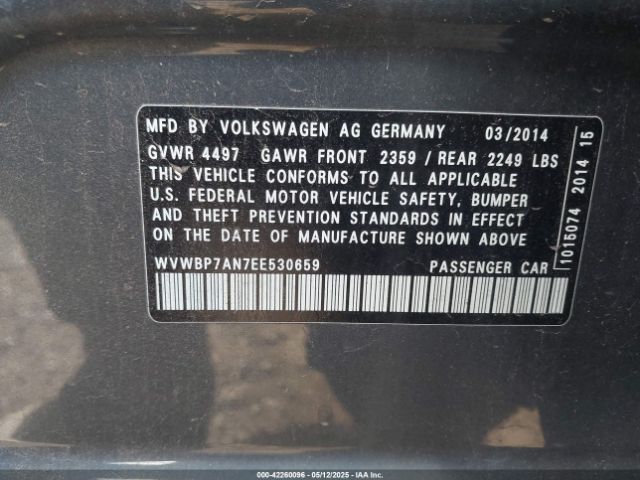 MFD BY VOLKSWAGEN AG GERMANY 03/2014
GVWR 4497 GAWR FRONT 2359 / REAR 2249 LBS
THIS VEHICLE CONFORMS TO ALL APPLICABLE
U.S. FEDERAL MOTOR VEHICLE SAFETY, BUMPER
AND THEFT PREVENTION STANDARDS IN EFFECT
ON THE DATE OF MANUFACTURE SHOWN ABOVE
WVWBP7AN7EE530659 PASSENGER CAR
1015074 2014 15
000-42260096 - 05/12/2025 - IAA Inc.